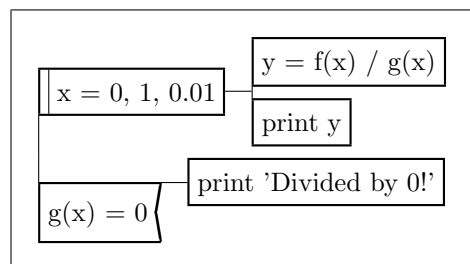 y = f(x) / g(x)
x = 0, 1, 0.01
print y
print 'Divided by 0!'
g(x) = 0